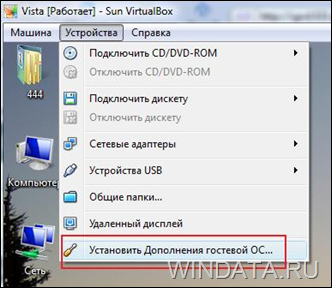 Vista [Работает] - Sun VirtualBox
Машина Устройства Справка
Подключить CD/DVD-ROM
Отключить CD/DVD-ROM
444
Подключить дискету
Отключить дискету
Сетевые адаптеры
Компьюте
Устройства USB
Общие папки...
Удаленный дисплей
Установить Дополнения гостевой ОС...
Сеть
WINDATA.RU